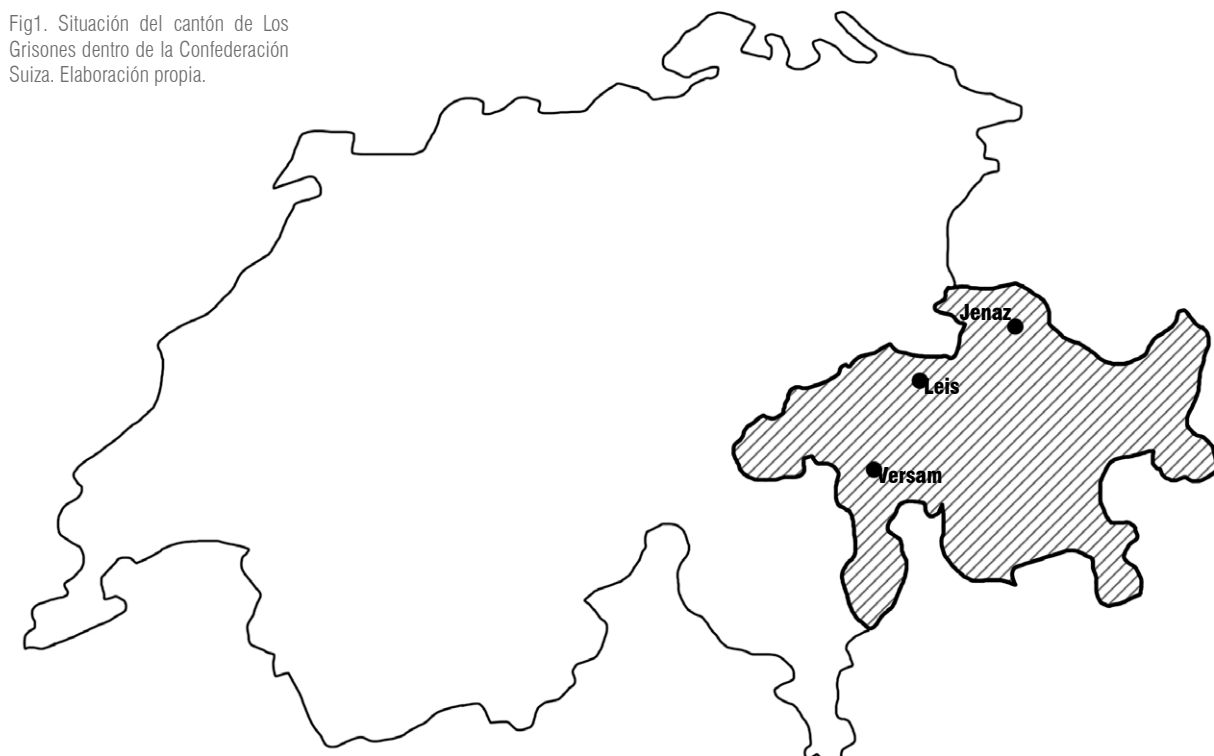 Fig1. Situación del cantón de Los
Grisones dentro de la Confederación
Suiza. Elaboración propia.
Jenaz
Leis
Versam